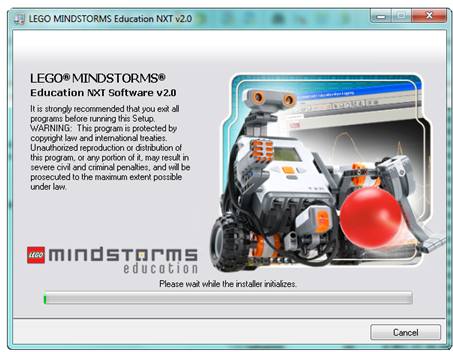 LEGO MINDSTORMS Education NXT v2.0
LEGO® MINDSTORMS®
Education NXT Software v2.0
It is strongly recommended that you exit all
programs before running this Setup.
WARNING: This program is protected by
copyright law and international treaties.
Unauthorized reproduction or distribution of
this program, or any portion of it, may result in
severe civil and criminal penalties, and will be
prosecuted to the maximum extent possible
under law.
LEGO mindstorms
education
Please wait while the installer initializes.
Cancel